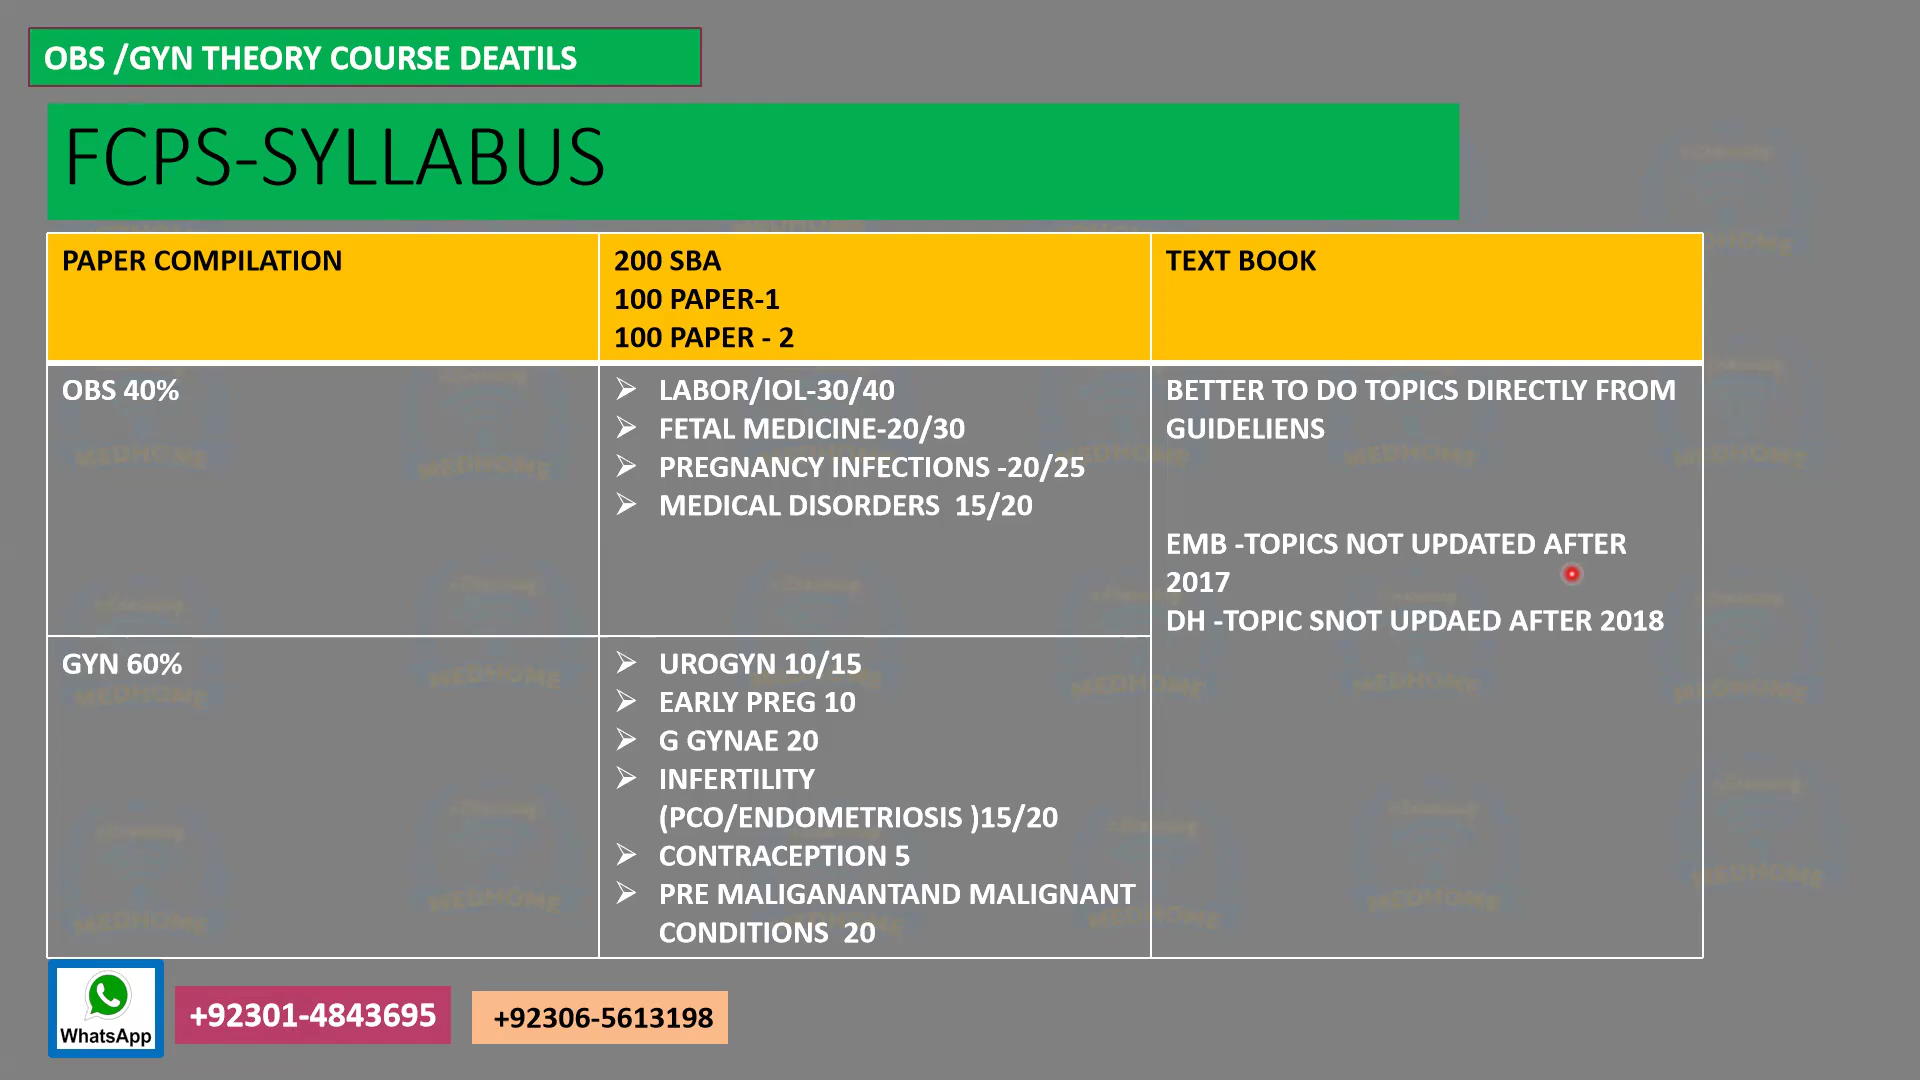 OBS /GYN THEORY COURSE DEATILS
FCPS-SYLLABUS
PAPER COMPILATION
200 SBA
100 PAPER-1
100 PAPER - 2
TEXT BOOK
OBS 40%
➢ LABOR/IOL-30/40
➢ FETAL MEDICINE-20/30
➢ PREGNANCY INFECTIONS -20/25
➢ MEDICAL DISORDERS 15/20
BETTER TO DO TOPICS DIRECTLY FROM
GUIDELIENS
EMB -TOPICS NOT UPDATED AFTER
2017
DH -TOPIC SNOT UPDAED AFTER 2018
GYN 60%
➢ UROGYN 10/15
➢ EARLY PREG 10
➢ G GYNAE 20
➢ INFERTILITY
(PCO/ENDOMETRIOSIS )15/20
➢ CONTRACEPTION 5
➢ PRE MALIGANANTAND MALIGNANT
CONDITIONS 20
WhatsApp
+92301-4843695
+92306-5613198
MEDHOME